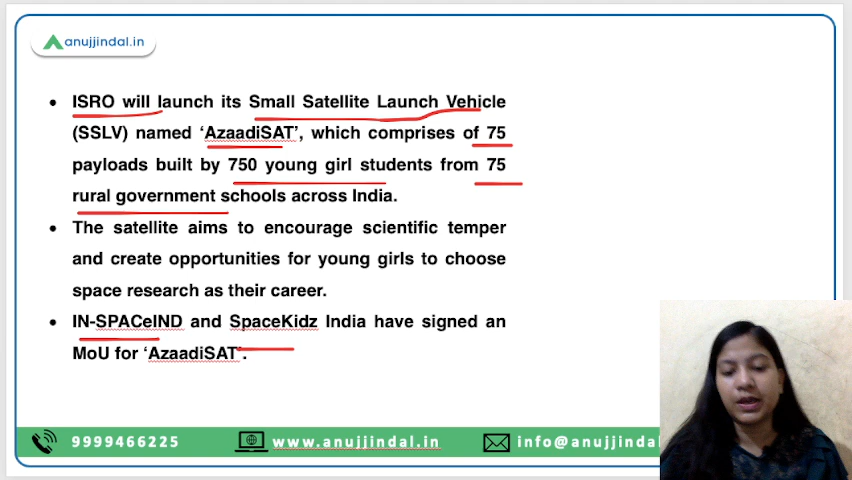 anujjindal.in
• ISRO will launch its Small Satellite Launch Vehicle
(SSLV) named ‘AzaadiSAT’, which comprises of 75
payloads built by 750 young girl students from 75
rural government schools across India.
• The satellite aims to encourage scientific temper
and create opportunities for young girls to choose
space research as their career.
• IN-SPACeIND and SpaceKidz India have signed an
MoU for ‘AzaadiSAT’.
9999466225 www.anujjindal.in info@anujjindal